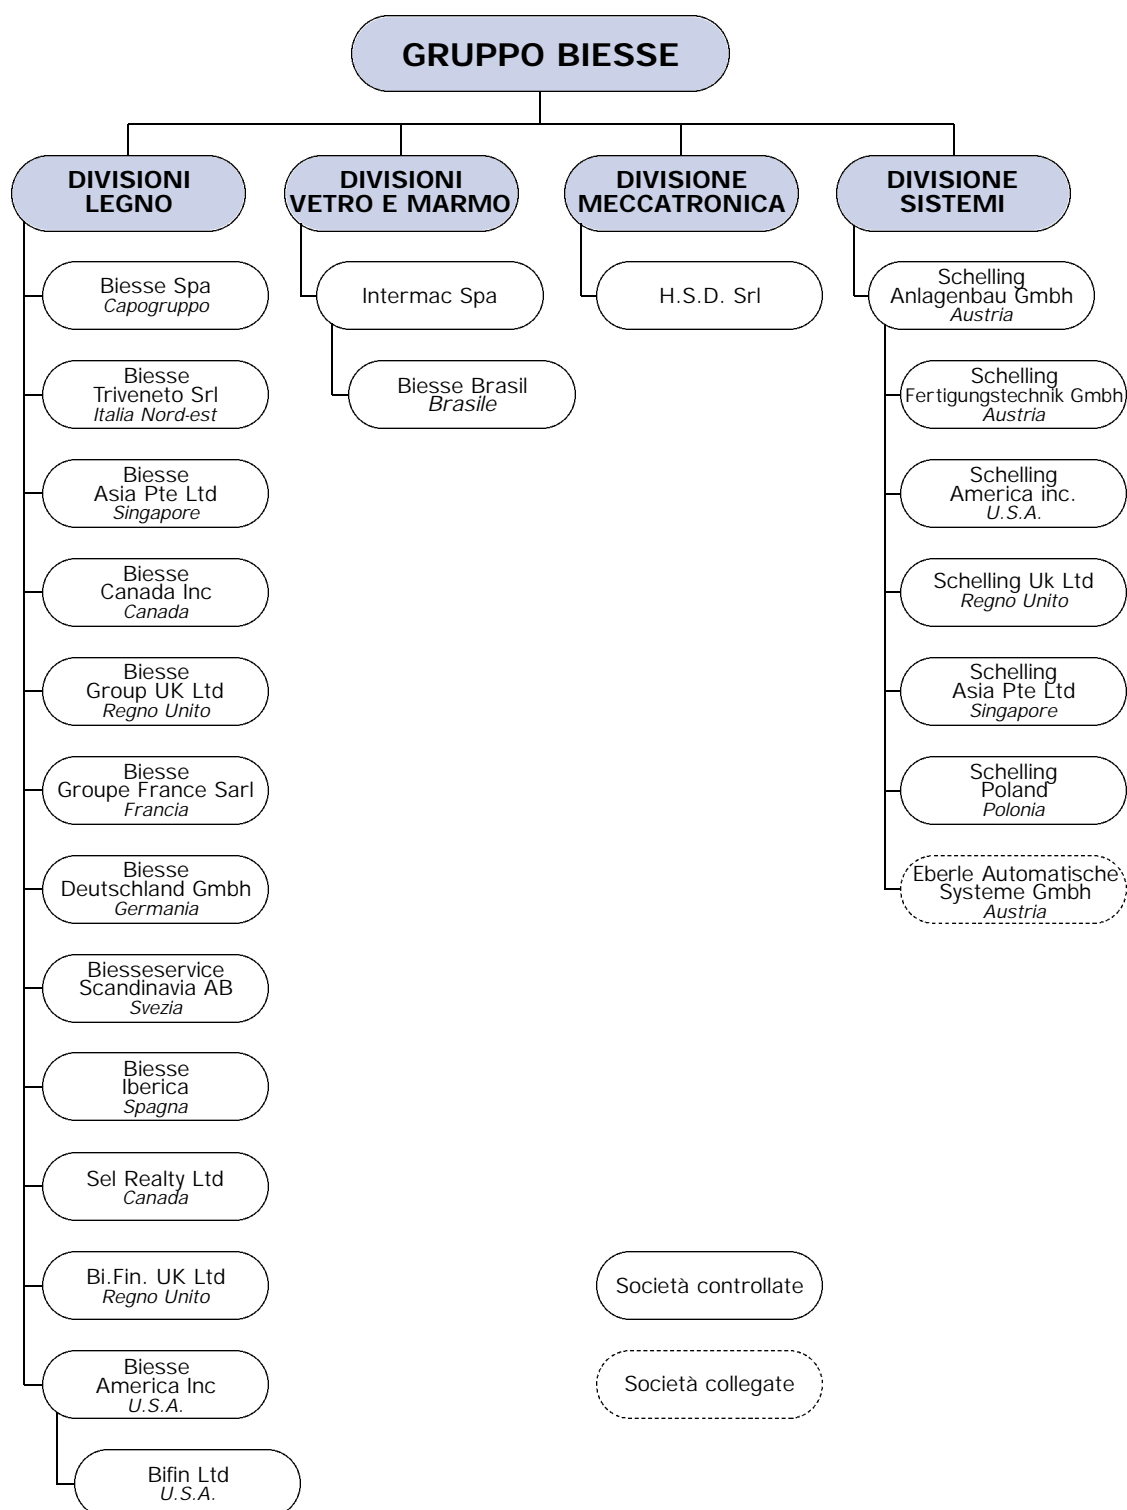 GRUPPO BIESSE
DIVISIONI
LEGNO
Biesse Spa
Capogruppo
Biesse
Triveneto Srl
Italia Nord-est
Biesse
Asia Pte Ltd
Singapore
Biesse
Canada Inc
Canada
Biesse
Group UK Ltd
Regno Unito
Biesse
Groupe France Sarl
Francia
Biesse
Deutschland Gmbh
Germania
Biesseservice
Scandinavia AB
Svezia
Biesse
Iberica
Spagna
Sel Realty Ltd
Canada
Bi.Fin. UK Ltd
Regno Unito
Biesse
America Inc
U.S.A.
Bifin Ltd
U.S.A.
DIVISIONI
VETRO E MARMO
Intermac Spa
Biesse Brasil
Brasile
DIVISIONE
MECCATRONICA
H.S.D. Srl
DIVISIONE
SISTEMI
Schelling
Anlagenbau Gmbh
Austria
Schelling
Fertigungstechnik Gmbh
Austria
Schelling
America inc.
U.S.A.
Schelling Uk Ltd
Regno Unito
Schelling
Asia Pte Ltd
Singapore
Schelling
Poland
Polonia
Eberle Automatische
Systeme Gmbh
Austria
Società controllate
Società collegate